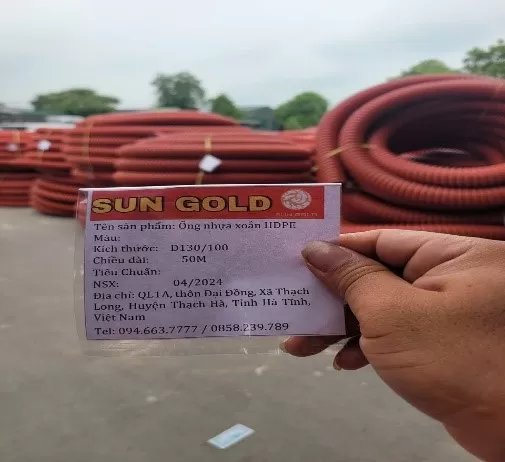 SUN GOLD
SUN GOLD
Tên sản phẩm: Ống nhựa xoắn HDPE
Màu:
Kích thước: D130/100
Chiều dài: 50M
Tiêu Chuẩn:
NSX: 04/2024
Địa chỉ: QL1A, thôn Đại Đồng, Xã Thạch
Long, Huyện Thạch Hà, Tỉnh Hà Tĩnh,
Việt Nam
Tel: 094.663.7777 / 0858.239.789